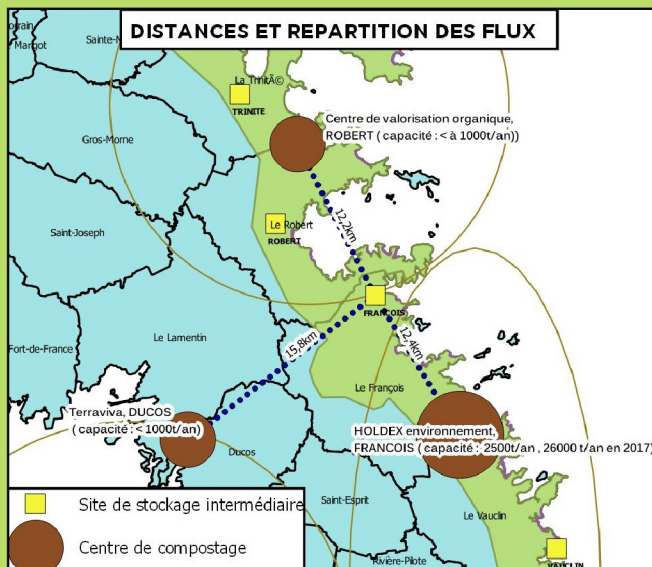 DISTANCES ET REPARTITION DES FLUX
Sainte-
Margot
La TrinitÃ©
TRINITE
Centre de valorisation organique,
ROBERT ( capacité : < à 1000t/an))
Gros-Morne
12,2km
Saint-Joseph
Le Robert
ROBERT
FRANCOIS
Le Lamentin
15,8km
12,4km
Fort-de-France
Le François
Terraviva, DUCOS
( capacité : < 1000t/an)
HOLDEX environnement,
FRANCOIS ( capacité : 2500t/an , 26000 t/an en 2017)
Ducos
Saint-Esprit
Le Vauclin
Site de stockage intermédiaire
Centre de compostage
Rivière-Pilote
VAUCLIN